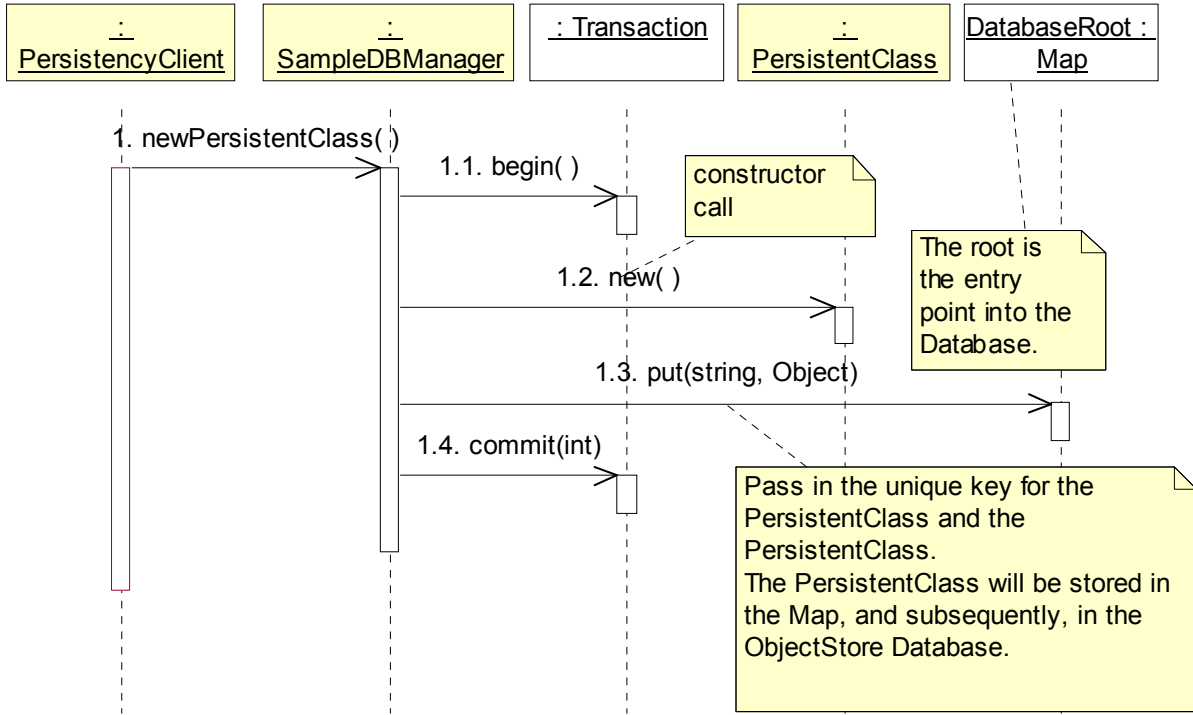 :
PersistencyClient
:
SampleDBManager
: Transaction
:
PersistentClass
DatabaseRoot :
Map
1. newPersistentClass( )
1.1. begin( )
constructor
call
1.2. new( )
The root is
the entry
point into the
Database.
1.3. put(string, Object)
1.4. commit(int)
Pass in the unique key for the
PersistentClass and the
PersistentClass.
The PersistentClass will be stored in
the Map, and subsequently, in the
ObjectStore Database.